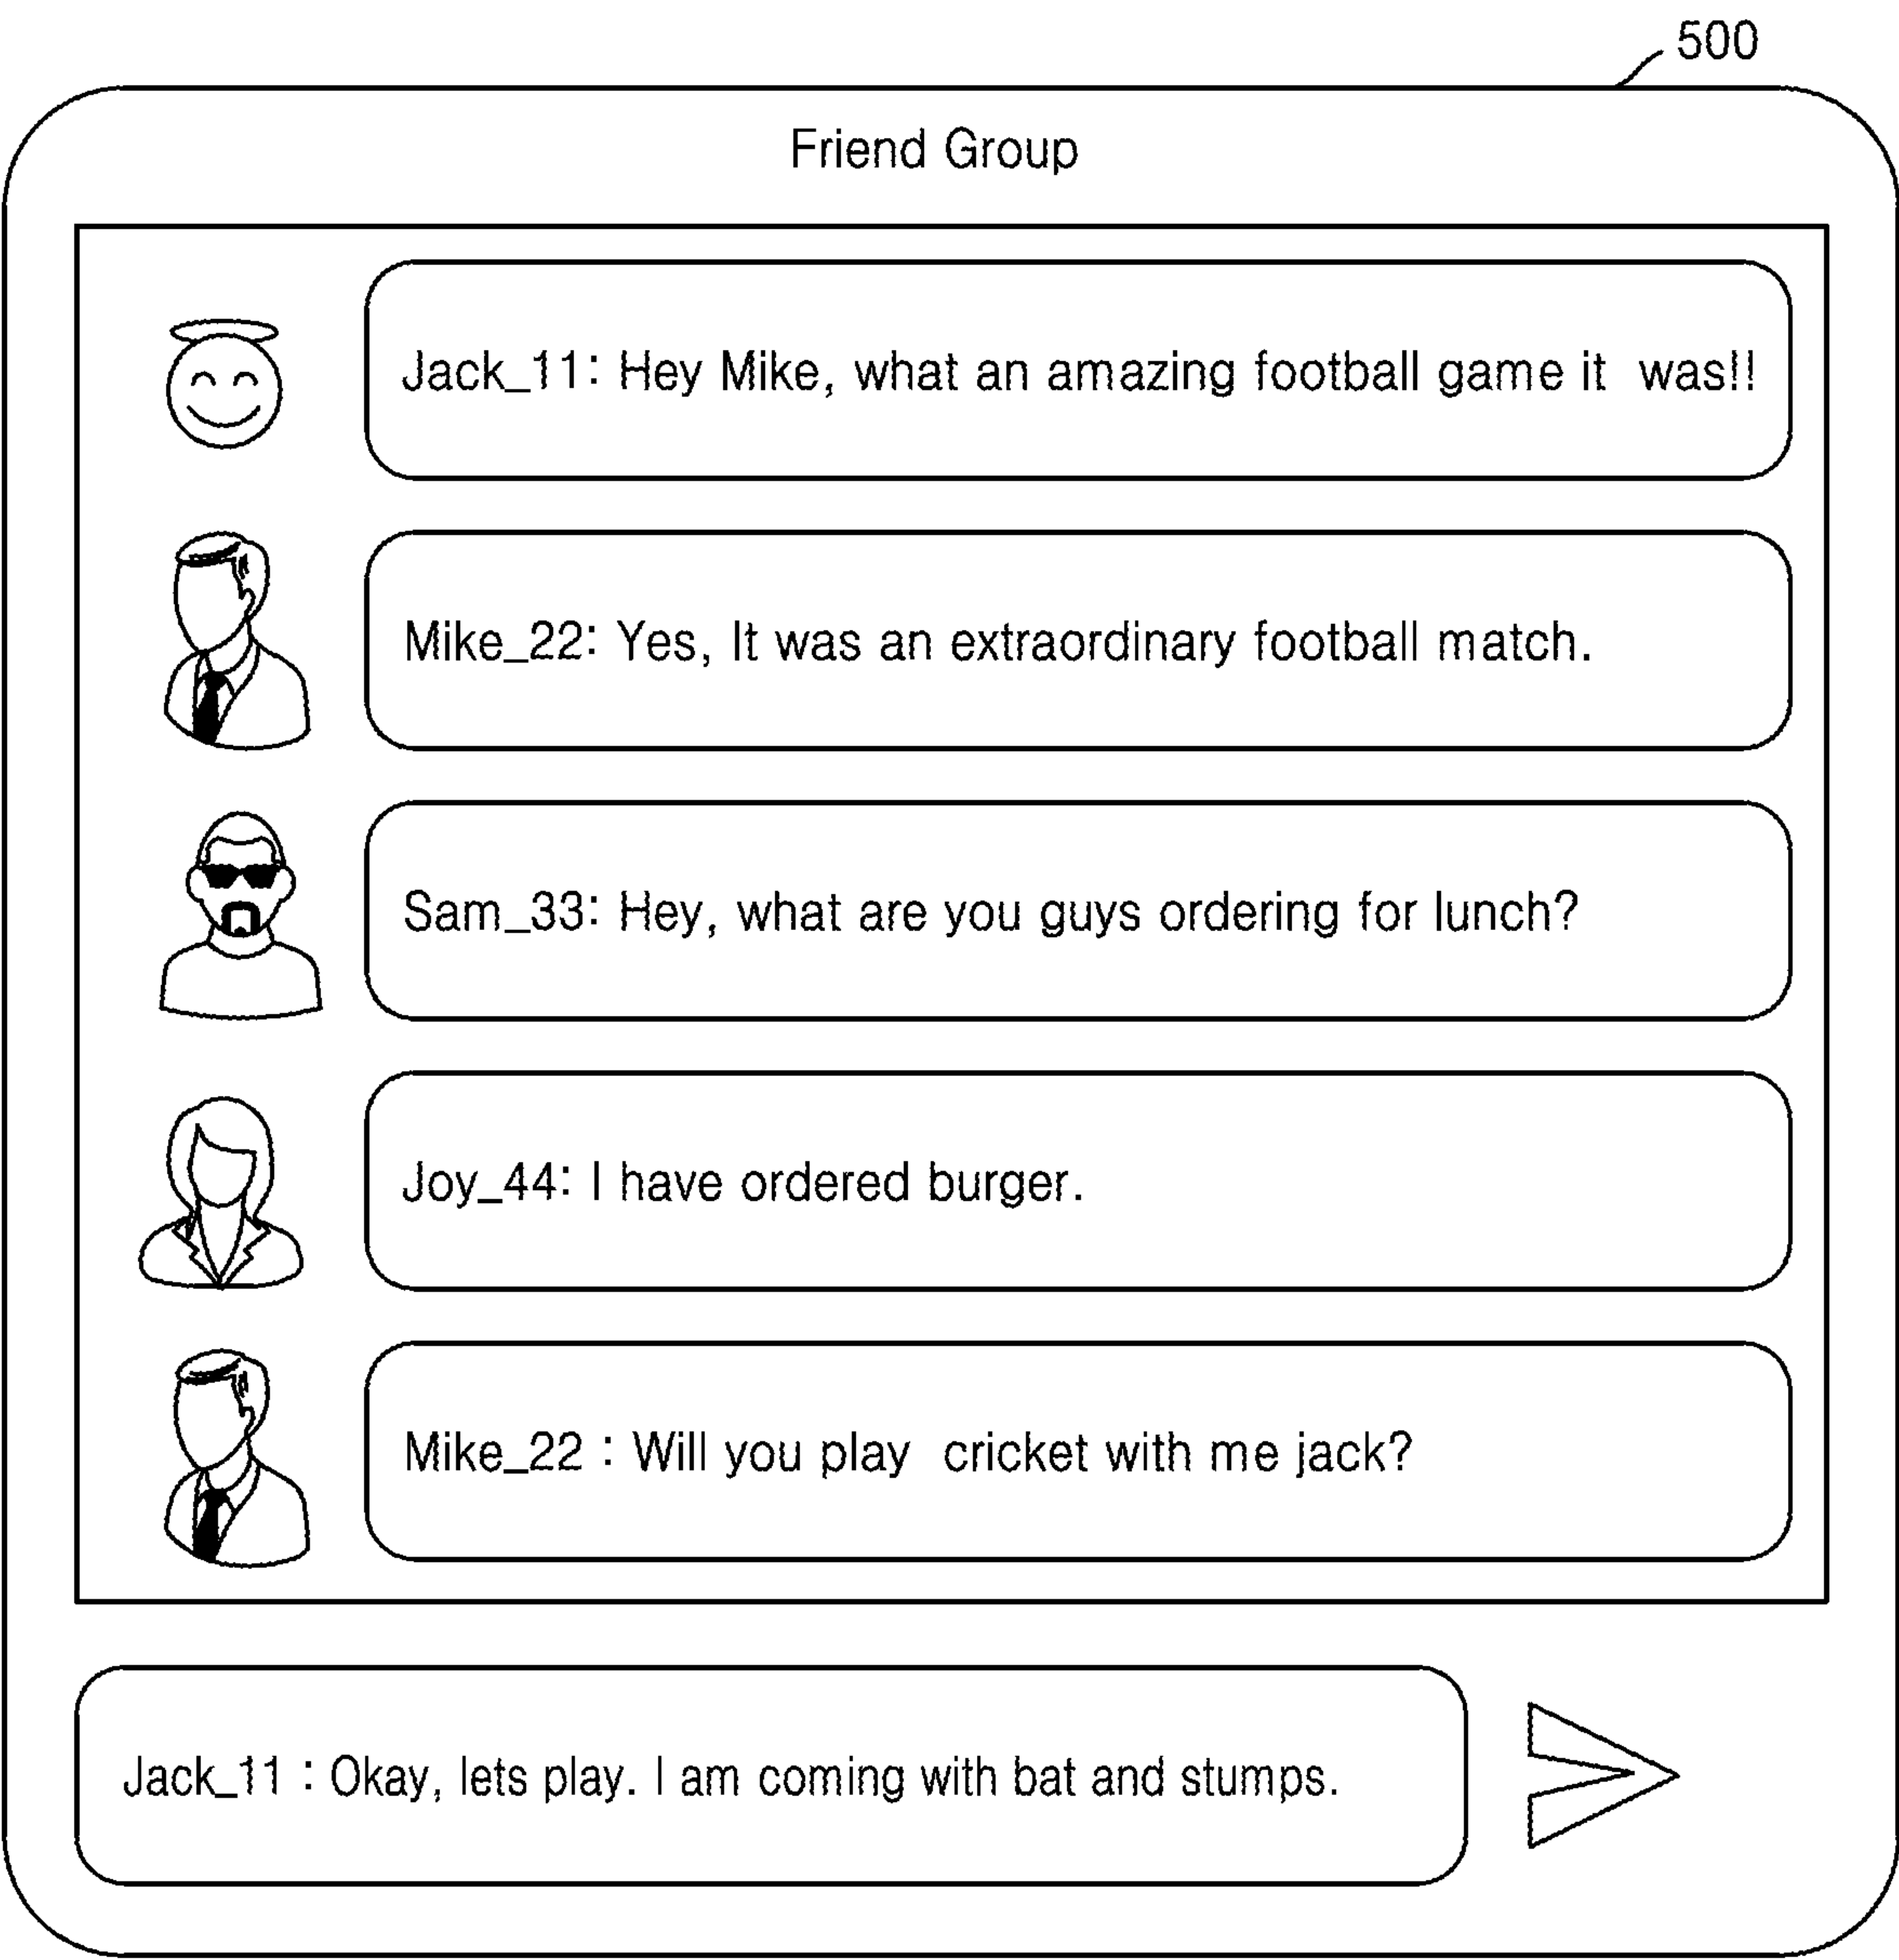 500
Friend Group
Jack_11: Hey Mike, what an amazing football game it was!!
Mike_22: Yes, It was an extraordinary football match.
Sam_33: Hey, what are you guys ordering for lunch?
Joy_44: I have ordered burger.
Mike_22 : Will you play cricket with me jack?
Jack_11 : Okay, lets play. I am coming with bat and stumps.